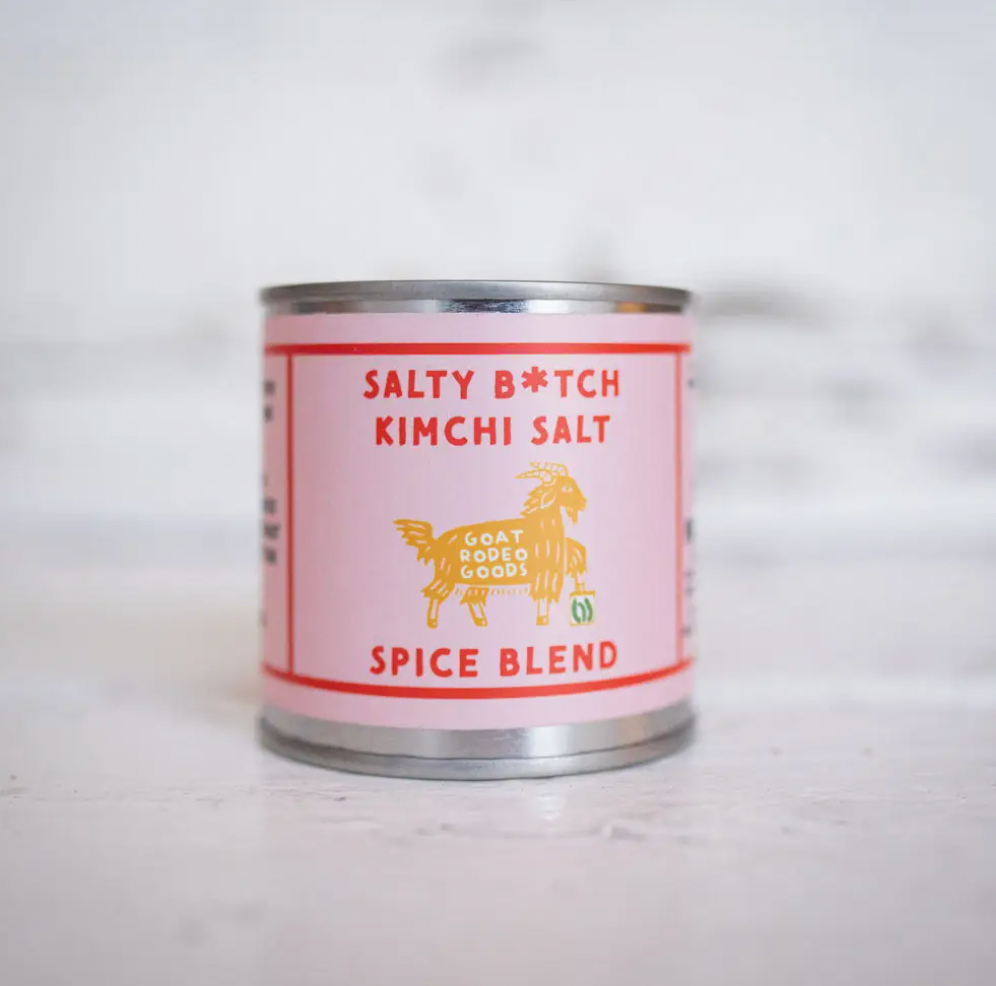 SALTY B*TCH
KIMCHI SALT
GOAT
RODEO
GOODS
SPICE BLEND